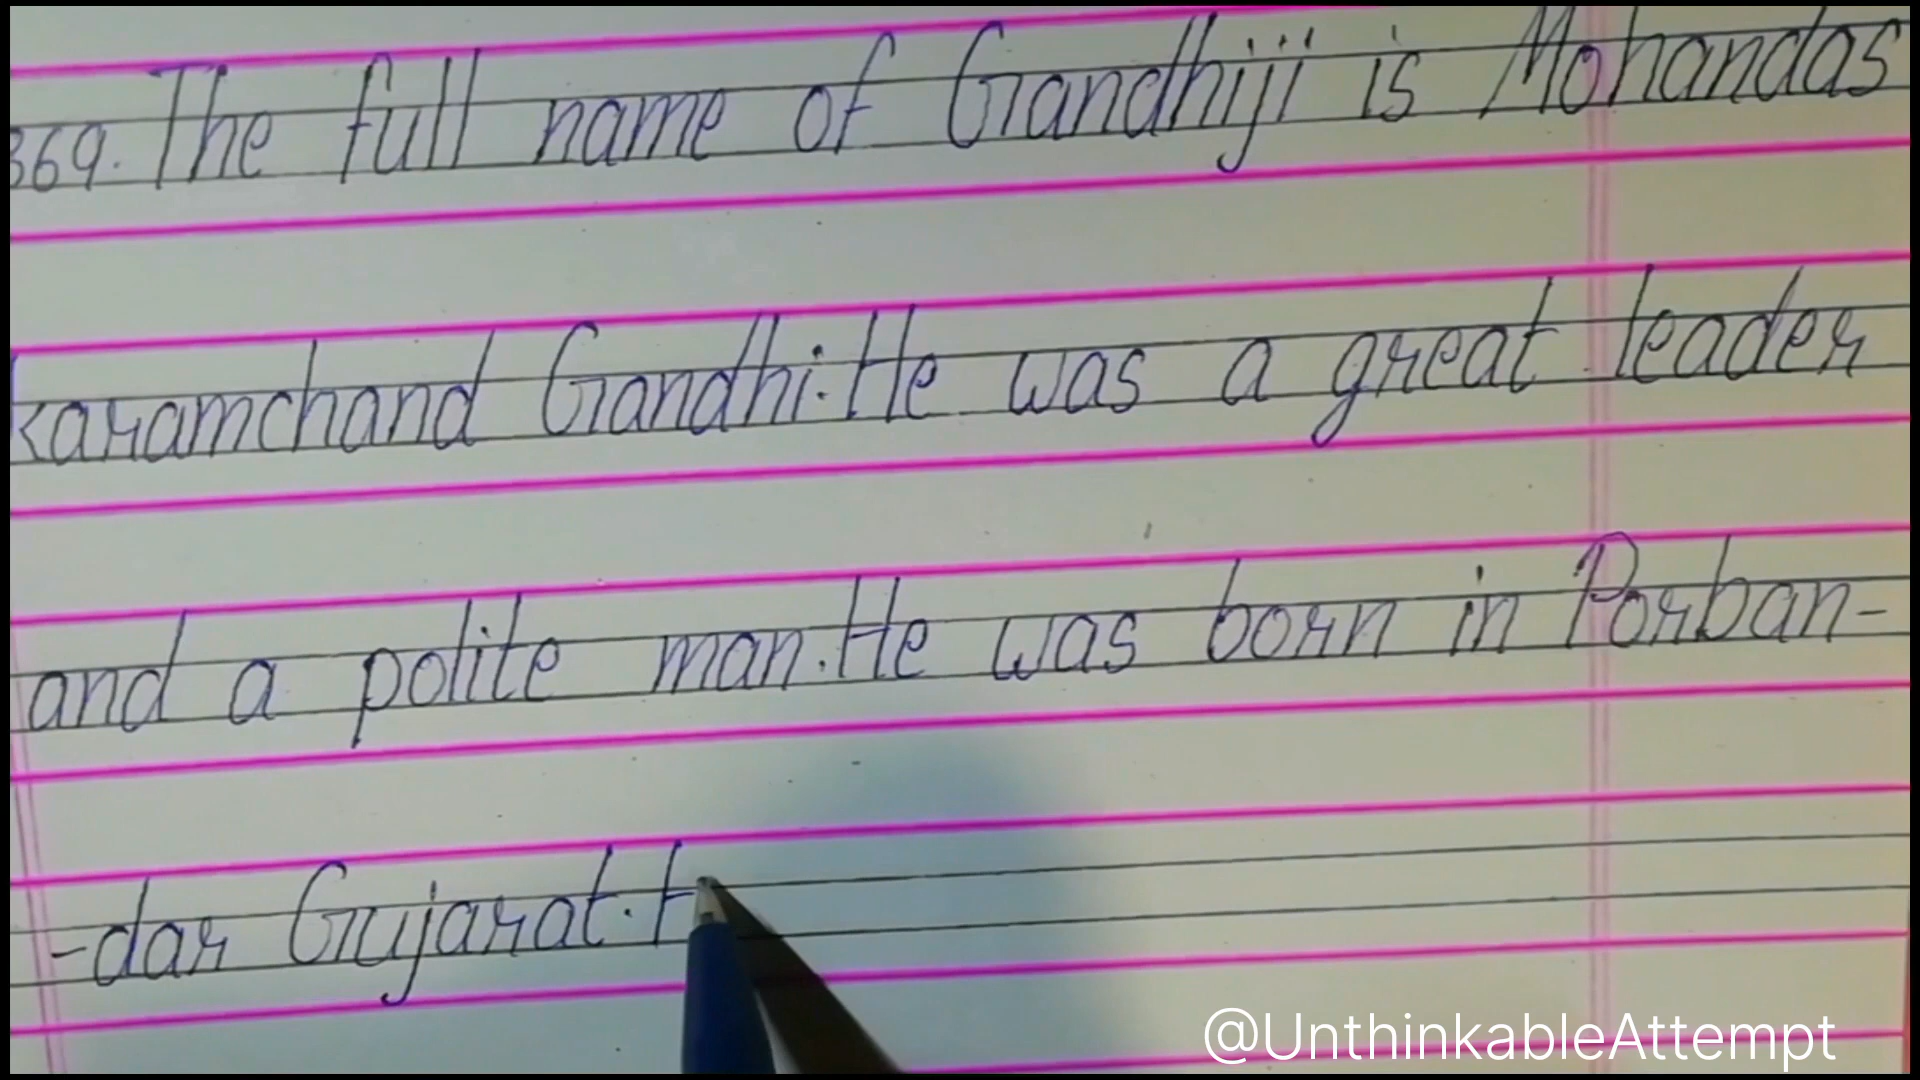 369. The full name of Gandhiji is Mohandas
karamchand Gandhi. He was a great leader
and a polite man. He was born in Porban-
-dar Gujarat.
@UnthinkableAttempt